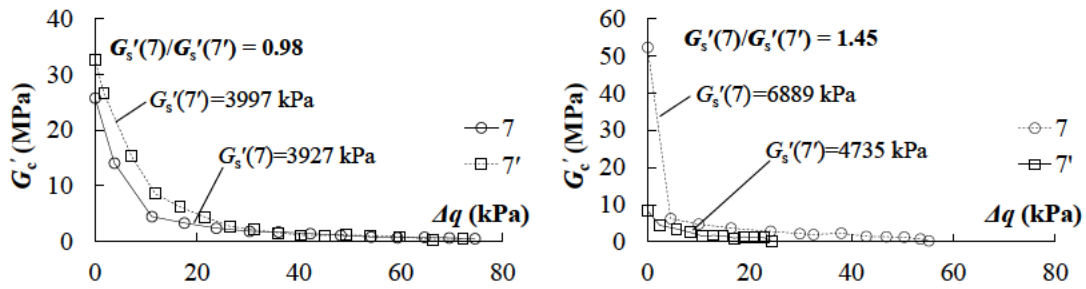 40
30
20
10
0
G_c′ (MPa)
G_s′(7)/G_s′(7′) = 0.98
G_s′(7′)=3997 kPa
G_s′(7)=3927 kPa
7
7′
Δq (kPa)
0 20 40 60 80
60
50
40
30
20
10
0
G_c′ (MPa)
G_s′(7)/G_s′(7′) = 1.45
G_s′(7)=6889 kPa
G_s′(7′)=4735 kPa
7
7'
Δq (kPa)
0 20 40 60 80